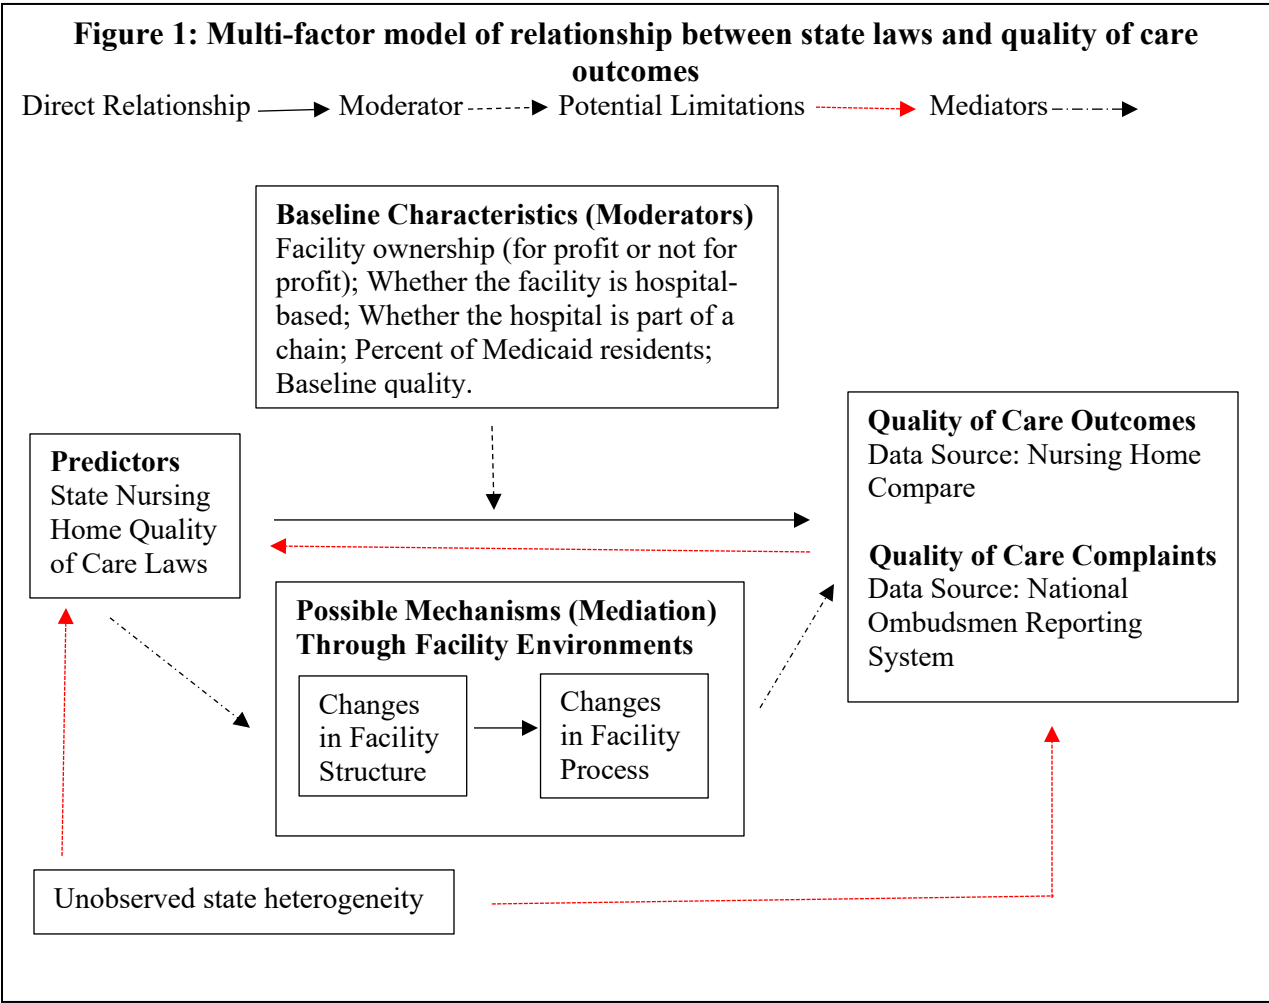 Figure 1: Multi-factor model of relationship between state laws and quality of care
outcomes
Direct Relationship Moderator Potential Limitations Mediators
Baseline Characteristics (Moderators)
Facility ownership (for profit or not for
profit); Whether the facility is hospital-
based; Whether the hospital is part of a
chain; Percent of Medicaid residents;
Baseline quality.
Predictors
State Nursing
Home Quality
of Care Laws
Quality of Care Outcomes
Data Source: Nursing Home
Compare
Quality of Care Complaints
Data Source: National
Ombudsmen Reporting
System
Possible Mechanisms (Mediation)
Through Facility Environments
Changes
in Facility
Structure
Changes
in Facility
Process
Unobserved state heterogeneity